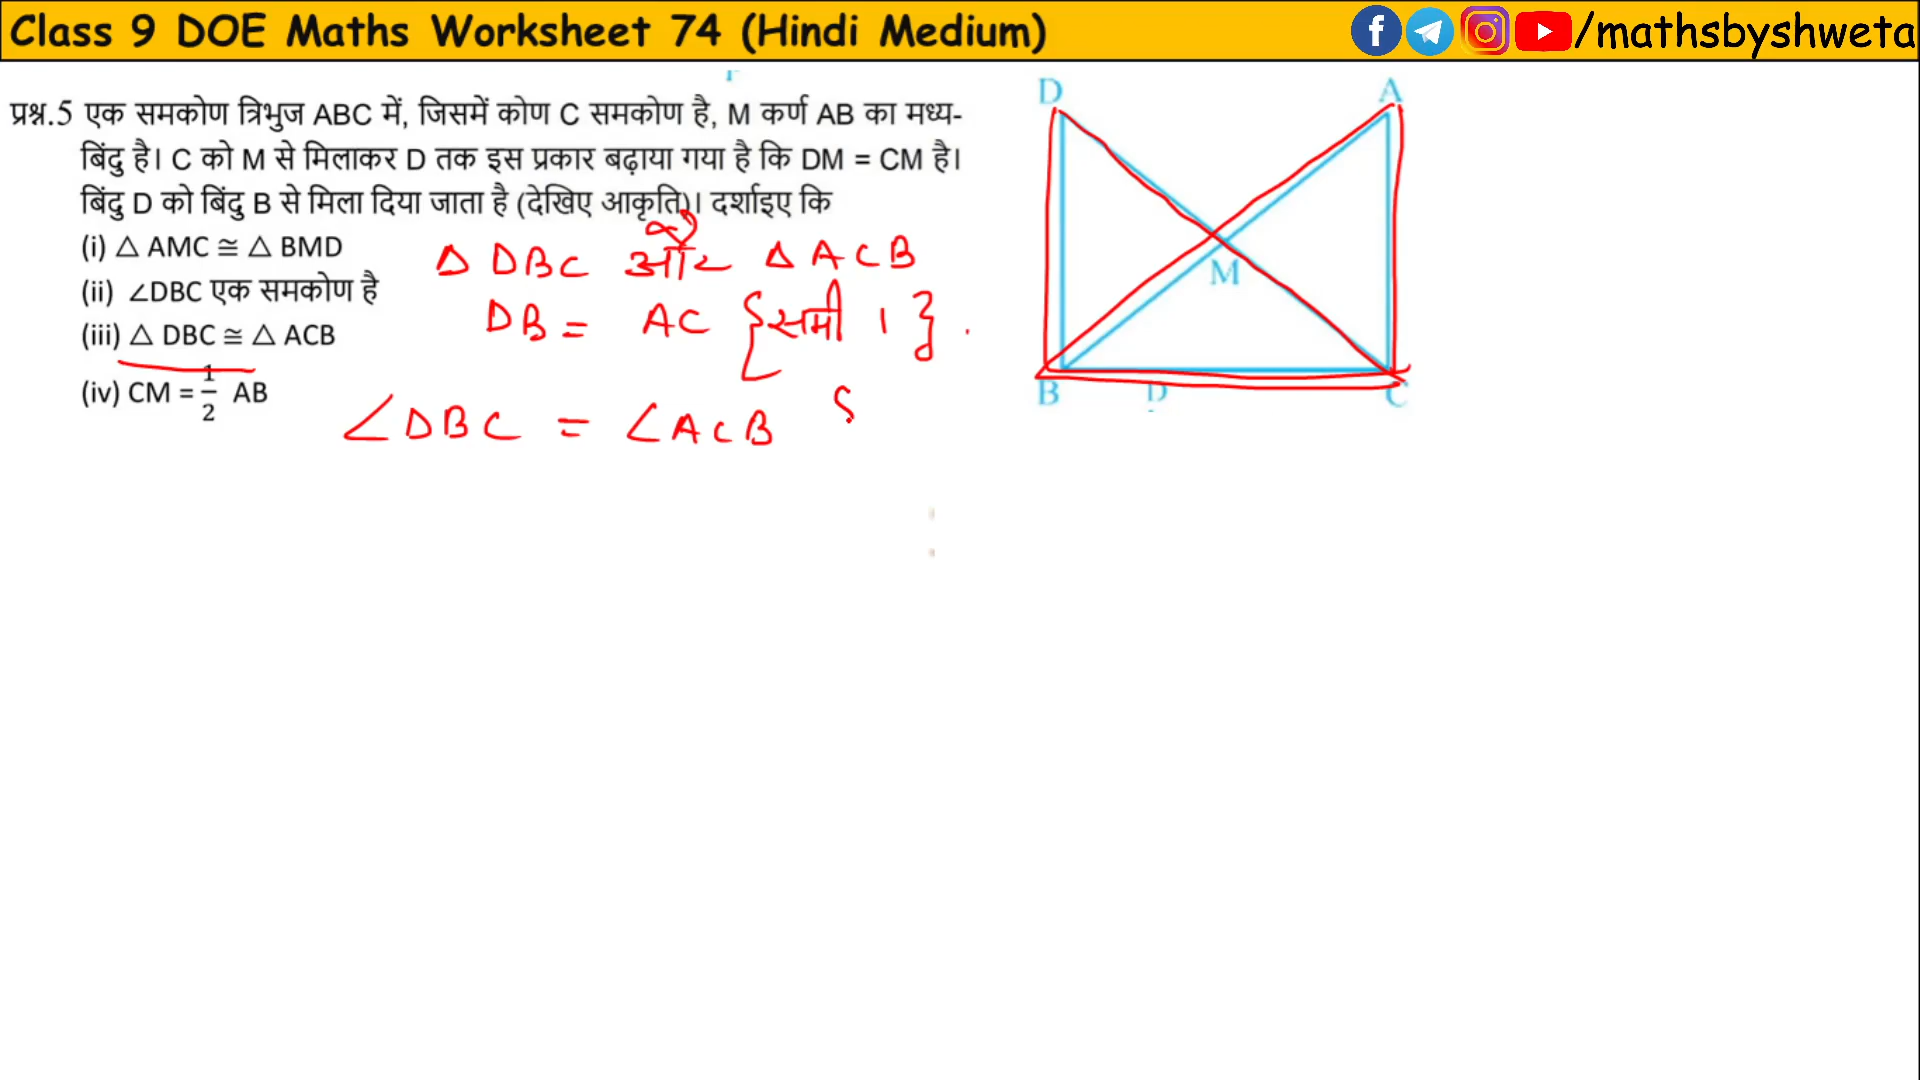 Class 9 DOE Maths Worksheet 74 (Hindi Medium)
/mathsbyshweta
प्रश्न.5 एक समकोण त्रिभुज ABC में, जिसमें कोण C समकोण है, M कर्ण AB का मध्य-
बिंदु है। C को M से मिलाकर D तक इस प्रकार बढ़ाया गया है कि DM = CM है।
बिंदु D को बिंदु B से मिला दिया जाता है (देखिए आकृति)। दर्शाइए कि
(i) △ AMC ≅ △ BMD
(ii) ∠DBC एक समकोण है
(iii) △ DBC ≅ △ ACB
(iv) CM = 1/2 AB
Δ DBC और Δ ACB
DB = AC {समी 1}
∠DBC = ∠ACB
D
A
M
B
D
C